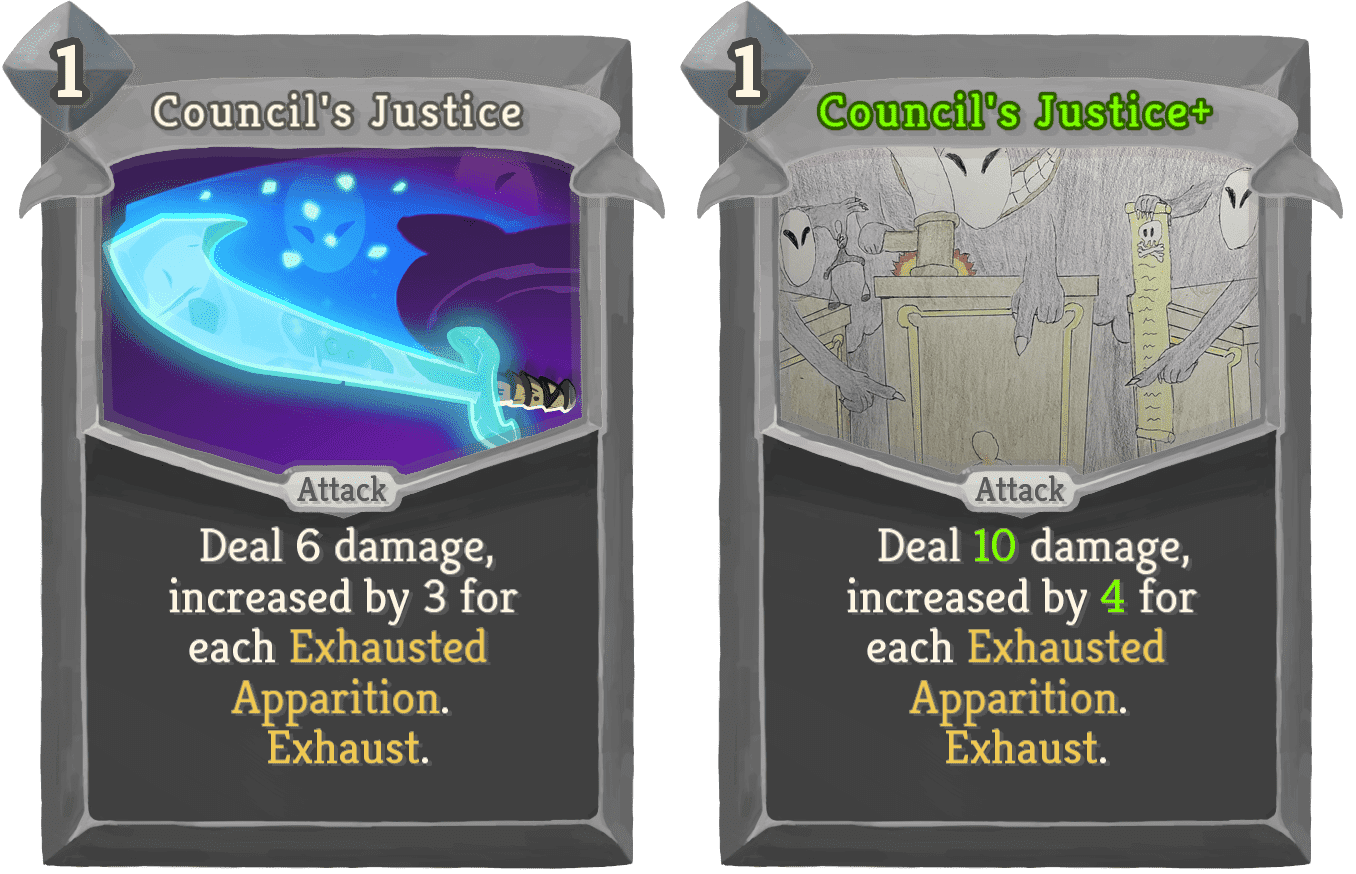 1
Council's Justice
Attack
Deal 6 damage,
increased by 3 for
each Exhausted
Apparition.
Exhaust.
1
Council's Justice+
Attack
Deal 10 damage,
increased by 4 for
each Exhausted
Apparition.
Exhaust.